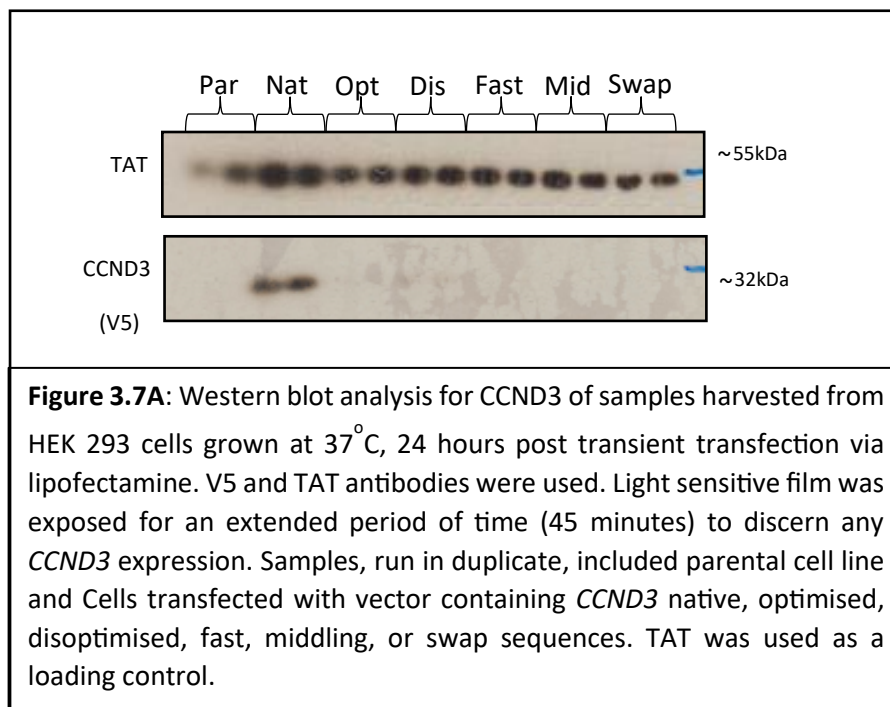 Par Nat Opt Dis Fast Mid Swap
TAT
~55kDa
CCND3
(V5)
~32kDa
Figure 3.7A: Western blot analysis for CCND3 of samples harvested from
HEK 293 cells grown at 37°C, 24 hours post transient transfection via
lipofectamine. V5 and TAT antibodies were used. Light sensitive film was
exposed for an extended period of time (45 minutes) to discern any
CCND3 expression. Samples, run in duplicate, included parental cell line
and Cells transfected with vector containing CCND3 native, optimised,
disoptimised, fast, middling, or swap sequences. TAT was used as a
loading control.